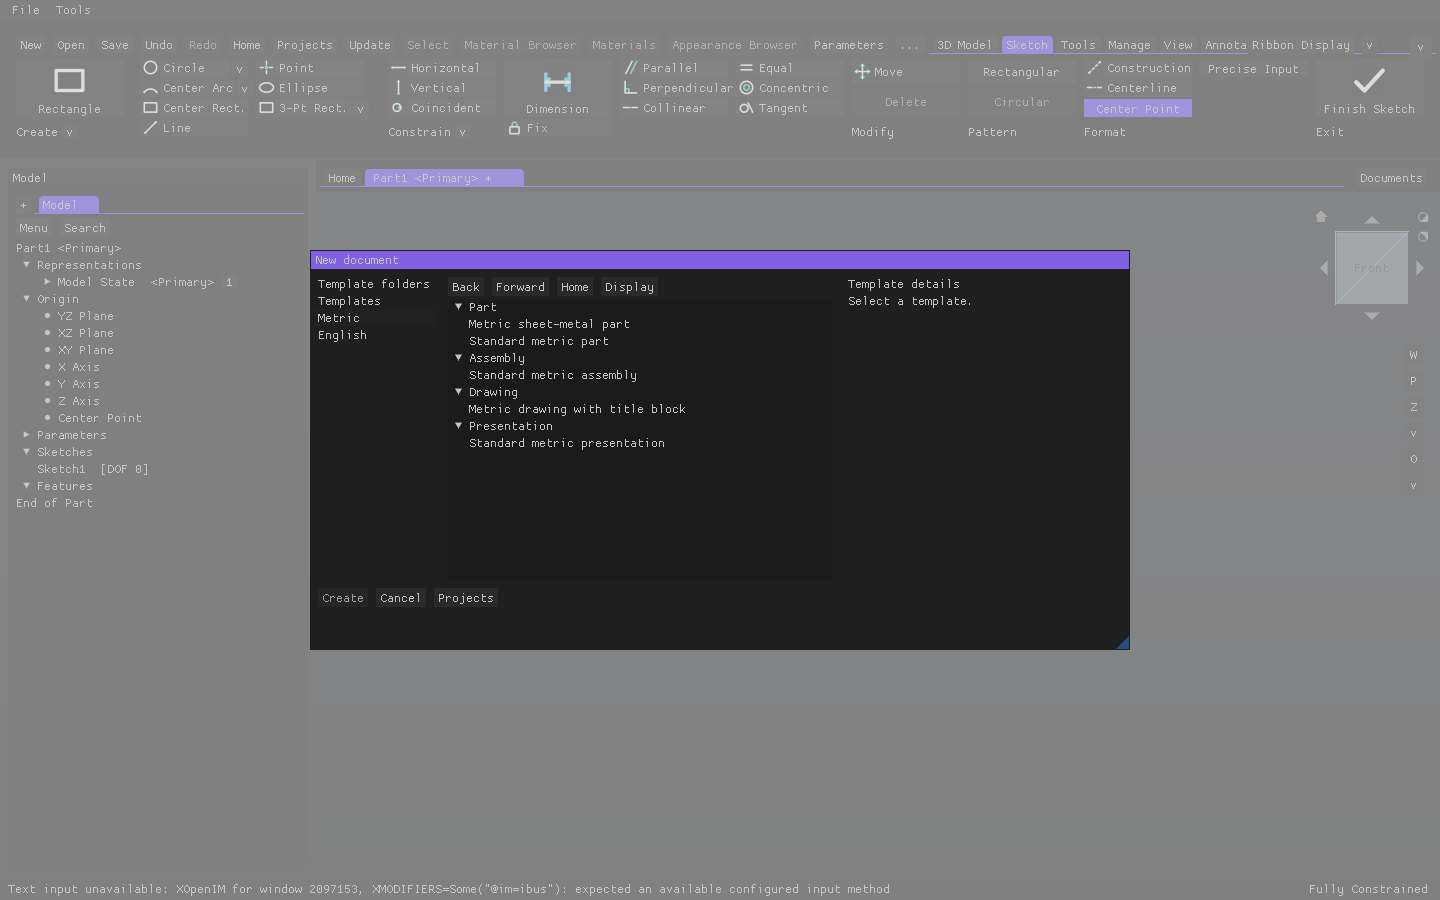 File Tools
New Open Save Undo Redo Home Projects Update Select Material Browser Materials Appearance Browser Parameters ... 3D Model Sketch Tools Manage View Annota Ribbon Display v v
Circle v Point Horizontal Parallel Equal Move Rectangular Construction Precise Input
Center Arc v Ellipse Vertical Perpendicular Concentric Centerline
Rectangle Center Rect. 3-Pt Rect. v Coincident Dimension Collinear Tangent Delete Circular Center Point Finish Sketch
Create v Line Constrain v Fix Modify Pattern Format Exit
Model
Home Part1 <Primary> * Documents
+ Model
Menu Search
Part1 <Primary>
Representations
Model State <Primary> 1
Origin
YZ Plane
XZ Plane
XY Plane
X Axis
Y Axis
Z Axis
Center Point
Parameters
Sketches
Sketch1 [DOF 0]
Features
End of Part
New document
Template folders
Templates
Metric
English
Back Forward Home Display
Part
Metric sheet-metal part
Standard metric part
Assembly
Standard metric assembly
Drawing
Metric drawing with title block
Presentation
Standard metric presentation
Template details
Select a template.
Create Cancel Projects
Front
W
P
Z
v
O
v
Text input unavailable: XOpenIM for window 2097153, XMODIFIERS=Some("@im=ibus"): expected an available configured input method
Fully Constrained